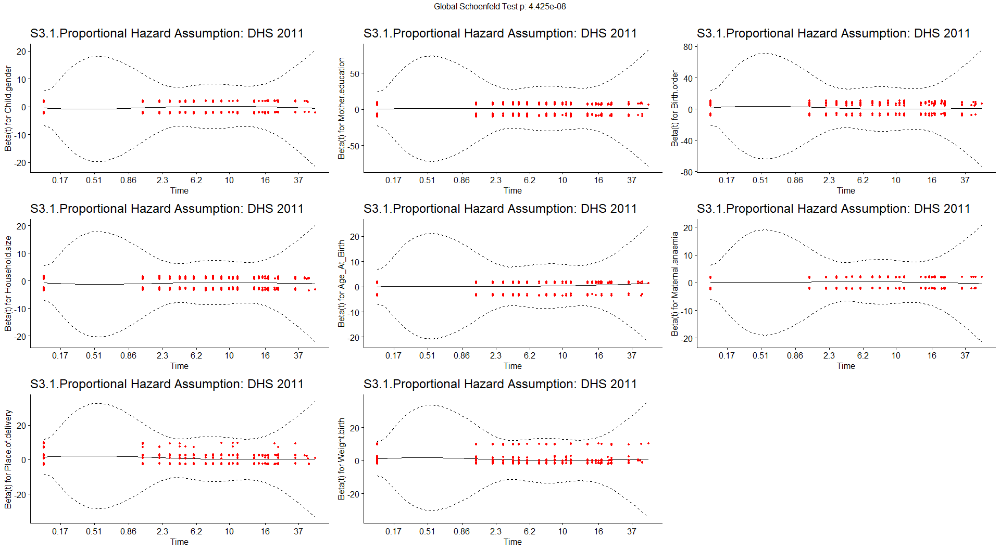 Global Schoenfeld Test p: 4.425e-08
S3.1.Proportional Hazard Assumption: DHS 2011
Beta(t) for Child.gender
20
10
0
-10
-20
0.17 0.51 0.86 2.3 6.2 10 16 37
Time
S3.1.Proportional Hazard Assumption: DHS 2011
Beta(t) for Mother.education
50
0
-50
0.17 0.51 0.86 2.3 6.2 10 16 37
Time
S3.1.Proportional Hazard Assumption: DHS 2011
Beta(t) for Birth.order
80
40
0
-40
-80
0.17 0.51 0.86 2.3 6.2 10 16 37
Time
S3.1.Proportional Hazard Assumption: DHS 2011
Beta(t) for Household.size
20
10
0
-10
-20
0.17 0.51 0.86 2.3 6.2 10 16 37
Time
S3.1.Proportional Hazard Assumption: DHS 2011
Beta(t) for Age_At_Birth
20
10
0
-10
-20
0.17 0.51 0.86 2.3 6.2 10 16 37
Time
S3.1.Proportional Hazard Assumption: DHS 2011
Beta(t) for Maternal.anaemia
20
10
0
-10
-20
0.17 0.51 0.86 2.3 6.2 10 16 37
Time
S3.1.Proportional Hazard Assumption: DHS 2011
Beta(t) for Place.of.delivery
20
0
-20
0.17 0.51 0.86 2.3 6.2 10 16 37
Time
S3.1.Proportional Hazard Assumption: DHS 2011
Beta(t) for Weight.birth
20
0
-20
0.17 0.51 0.86 2.3 6.2 10 16 37
Time